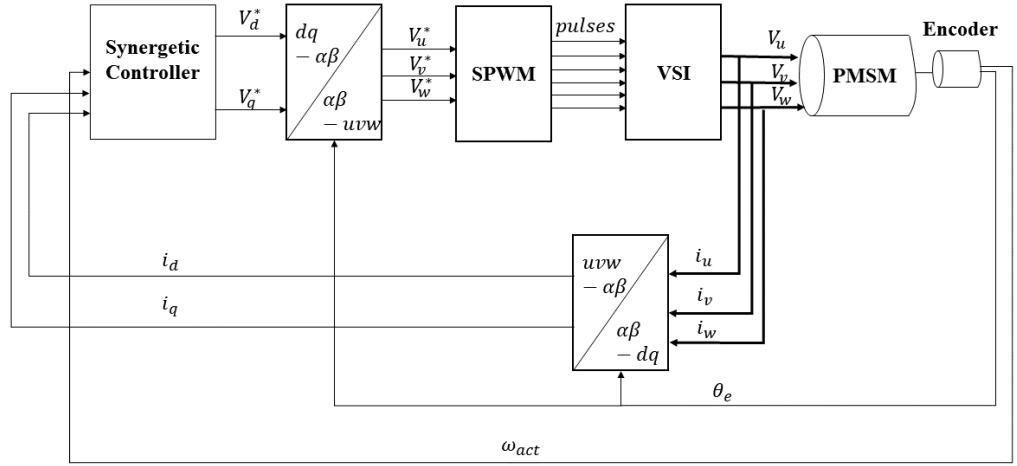 Synergetic
Controller
V_d^*
V_q^*
dq
- αβ
αβ
- uvw
V_u^*
V_v^*
V_w^*
SPWM
pulses
VSI
V_u
V_v
V_w
PMSM
Encoder
i_d
i_q
uvw
- αβ
αβ
- dq
i_u
i_v
i_w
θ_e
ω_act